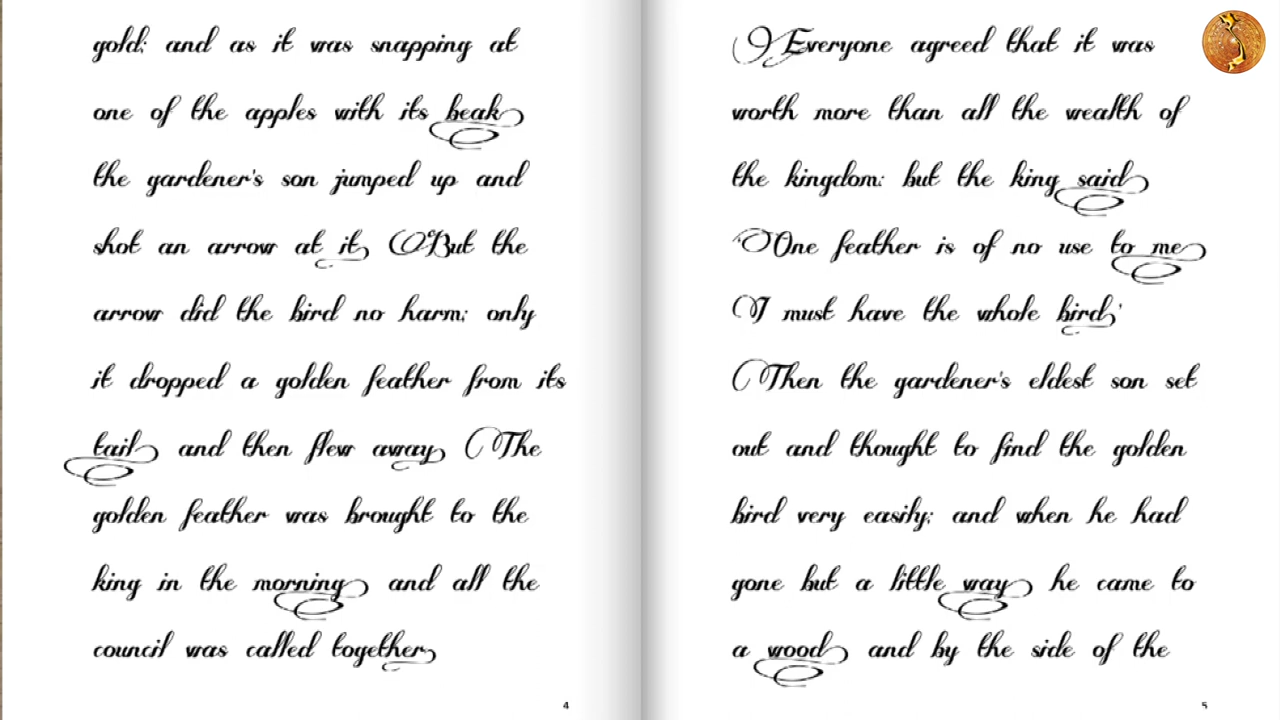 gold; and as it was snapping at
one of the apples with its beak,
the gardener's son jumped up and
shot an arrow at it. But the
arrow did the bird no harm; only
it dropped a golden feather from its
tail, and then flew away. The
golden feather was brought to the
king in the morning, and all the
council was called together.
4
Everyone agreed that it was
worth more than all the wealth of
the kingdom: but the king said,
'One feather is of no use to me,
I must have the whole bird.'
Then the gardener's eldest son set
out and thought to find the golden
bird very easily; and when he had
gone but a little way, he came to
a wood, and by the side of the
5